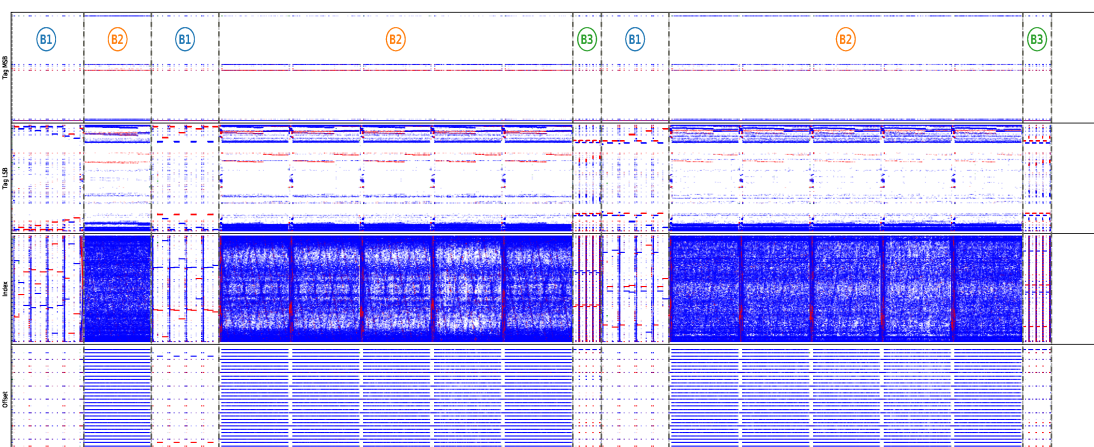 B1 B2 B1 B2 B3 B1 B2 B3
Tag MSB
Tag LSB
Index
Offset